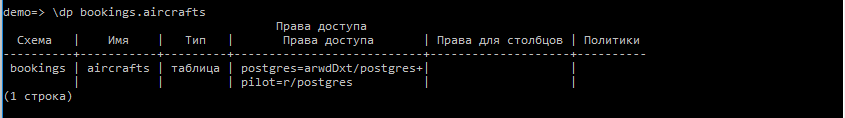 demo=> \dp bookings.aircrafts
Права доступа
Схема | Имя | Тип | Права доступа | Права для столбцов | Политики
----------+-----------+---------+---------------------------+--------------------+----------
bookings | aircrafts | таблица | postgres=arwdDxt/postgres+| |
| | | pilot=r/postgres | |
(1 строка)